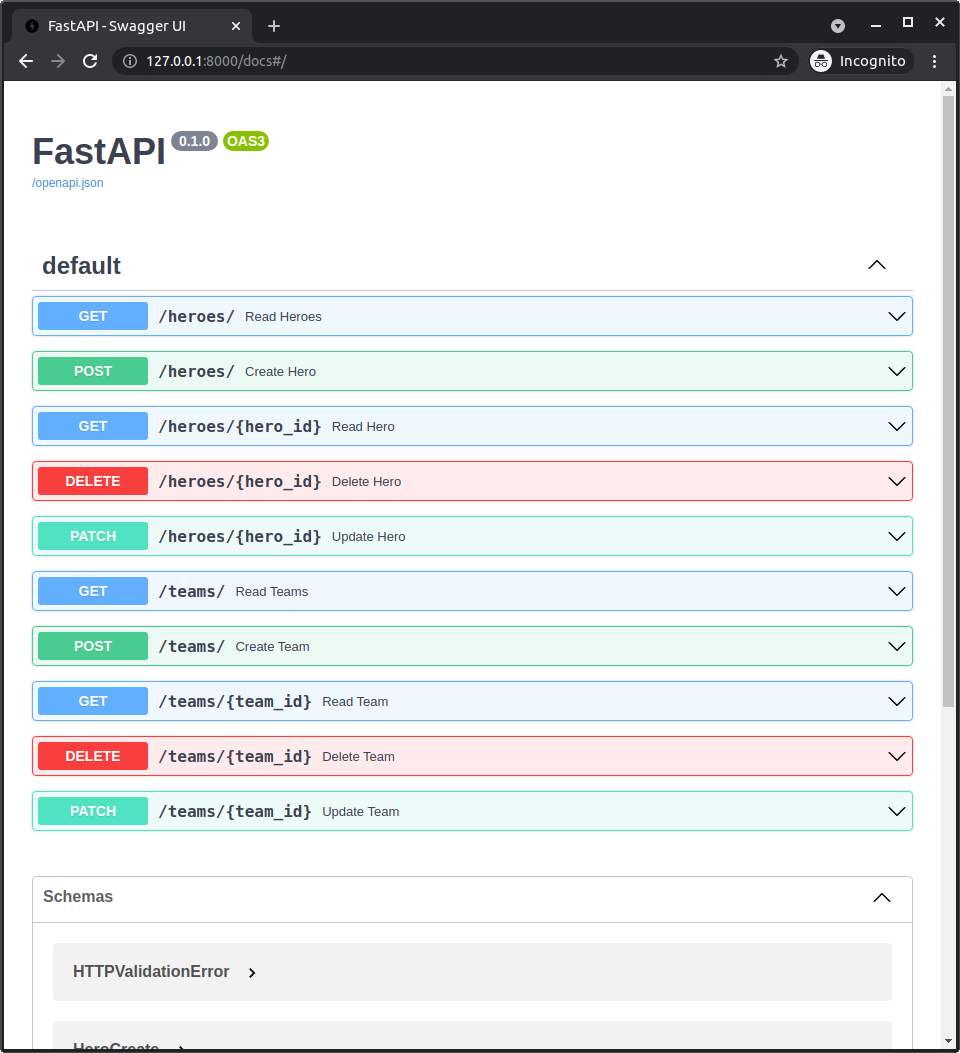 FastAPI - Swagger UI
127.0.0.1:8000/docs#/
Incognito
FastAPI 0.1.0 OAS3
/openapi.json
default
GET /heroes/ Read Heroes
POST /heroes/ Create Hero
GET /heroes/{hero_id} Read Hero
DELETE /heroes/{hero_id} Delete Hero
PATCH /heroes/{hero_id} Update Hero
GET /teams/ Read Teams
POST /teams/ Create Team
GET /teams/{team_id} Read Team
DELETE /teams/{team_id} Delete Team
PATCH /teams/{team_id} Update Team
Schemas
HTTPValidationError
HeroCreate